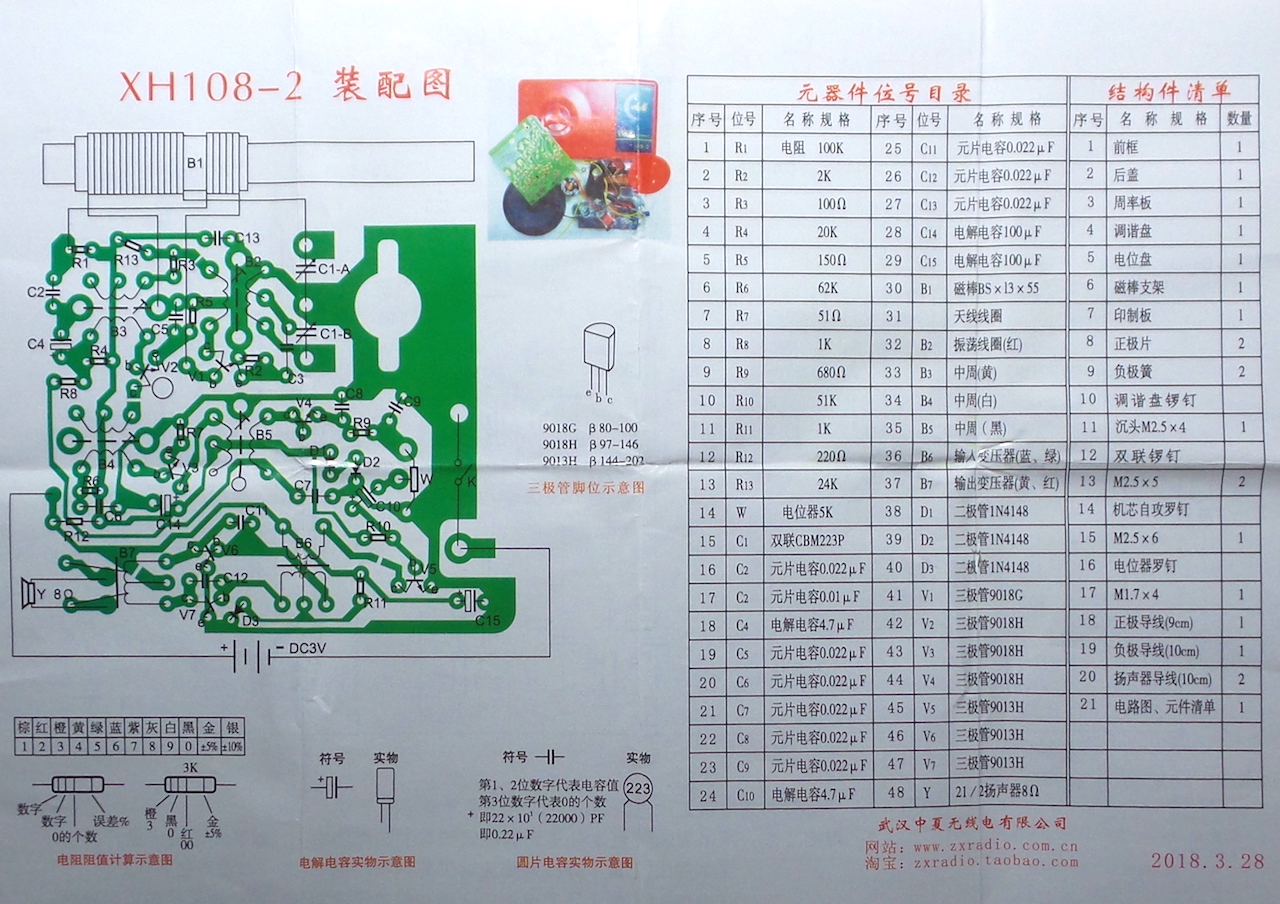 XH108-2 装配图
B1
C13
R1
R13
R3
B2
C1-A
C2
R5
B3
C5
C1-B
C4
R4
V2
b
V1
R2
C3
R8
C8
C9
V4
R9
R7
B5
D1
D2
B4
V3
W
K
R6
C7
C6
C14
C10
C11
R12
R10
B7
V6
B6
V5
C12
Y 8Ω
R11
V7
D3
C15
+ - DC3V
e b c
9018G β80-100
9018H β97-146
9013H β144-202
三极管脚位示意图
棕 红 橙 黄 绿 蓝 紫 灰 白 黑 金 银
1 2 3 4 5 6 7 8 9 0 ±5% ±10%
3K
数字
数字
0的个数
误差%
橙 3
黑 0
红 00
金 ±5%
电阻阻值计算示意图
符号 实物
+
电解电容实物示意图
符号 实物
第1、2位数字代表电容值
第3位数字代表0的个数
即22×10³(22000)PF
即0.22μF
223
圆片电容实物示意图
元器件位号目录 结构件清单
序号 位号 名称规格 序号 位号 名称规格 序号 名称规格 数量
1 R1 电阻 100K 25 C11 元片电容0.022μF 1 前框 1
2 R2 2K 26 C12 元片电容0.022μF 2 后盖 1
3 R3 100Ω 27 C13 元片电容0.022μF 3 周率板 1
4 R4 20K 28 C14 电解电容100μF 4 调谐盘 1
5 R5 150Ω 29 C15 电解电容100μF 5 电位盘 1
6 R6 62K 30 B1 磁棒BS×13×55 6 磁棒支架 1
7 R7 51Ω 31 天线线圈 7 印制板 1
8 R8 1K 32 B2 振荡线圈(红) 8 正极片 2
9 R9 680Ω 33 B3 中周(黄) 9 负极簧 2
10 R10 51K 34 B4 中周(白) 10 调谐盘锣钉
11 R11 1K 35 B5 中周(黑) 11 沉头M2.5×4 1
12 R12 220Ω 36 B6 输入变压器(蓝、绿) 12 双联锣钉
13 R13 24K 37 B7 输出变压器(黄、红) 13 M2.5×5 2
14 W 电位器5K 38 D1 二极管1N4148 14 机芯自攻罗钉
15 C1 双联CBM223P 39 D2 二极管1N4148 15 M2.5×6 1
16 C2 元片电容0.022μF 40 D3 二极管1N4148 16 电位器罗钉
17 C2 元片电容0.01μF 41 V1 三极管9018G 17 M1.7×4 1
18 C4 电解电容4.7μF 42 V2 三极管9018H 18 正极导线(9cm) 1
19 C5 元片电容0.022μF 43 V3 三极管9018H 19 负极导线(10cm) 1
20 C6 元片电容0.022μF 44 V4 三极管9018H 20 扬声器导线(10cm) 2
21 C7 元片电容0.022μF 45 V5 三极管9013H 21 电路图、元件清单 1
22 C8 元片电容0.022μF 46 V6 三极管9013H
23 C9 元片电容0.022μF 47 V7 三极管9013H
24 C10 电解电容4.7μF 48 Y 21/2扬声器8Ω
武汉中夏无线电有限公司
网站：www.zxradio.com.cn
淘宝：zxradio.taobao.com
2018.3.28